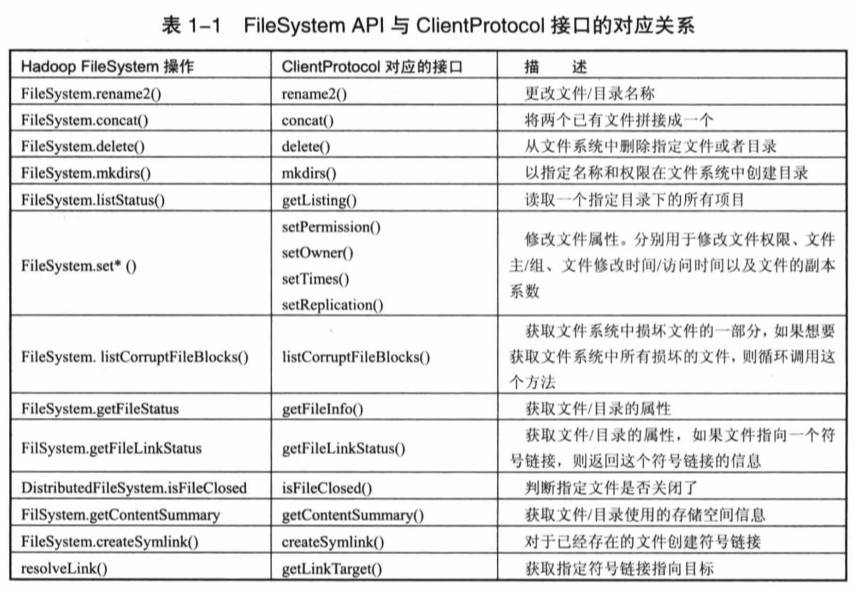 表 1-1 FileSystem API 与 ClientProtocol 接口的对应关系
Hadoop FileSystem 操作 ClientProtocol 对应的接口 描 述
FileSystem.rename2() rename2() 更改文件/目录名称
FileSystem.concat() concat() 将两个已有文件拼接成一个
FileSystem.delete() delete() 从文件系统中删除指定文件或者目录
FileSystem.mkdirs() mkdirs() 以指定名称和权限在文件系统中创建目录
FileSystem.listStatus() getListing() 读取一个指定目录下的所有项目
FileSystem.set* ()
setPermission()
setOwner()
setTimes()
setReplication()
修改文件属性。分别用于修改文件权限、文件
主/组、文件修改时间/访问时间以及文件的副本
系数
FileSystem. listCorruptFileBlocks() listCorruptFileBlocks()
获取文件系统中损坏文件的一部分，如果想要
获取文件系统中所有损坏的文件，则循环调用这
个方法
FileSystem.getFileStatus getFileInfo() 获取文件/目录的属性
FilSystem.getFileLinkStatus getFileLinkStatus()
获取文件/目录的属性，如果文件指向一个符
号链接，则返回这个符号链接的信息
DistributedFileSystem.isFileClosed isFileClosed() 判断指定文件是否关闭了
FilSystem.getContentSummary getContentSummary() 获取文件/目录使用的存储空间信息
FileSystem.createSymlink() createSymlink() 对于已经存在的文件创建符号链接
resolveLink() getLinkTarget() 获取指定符号链接指向目标